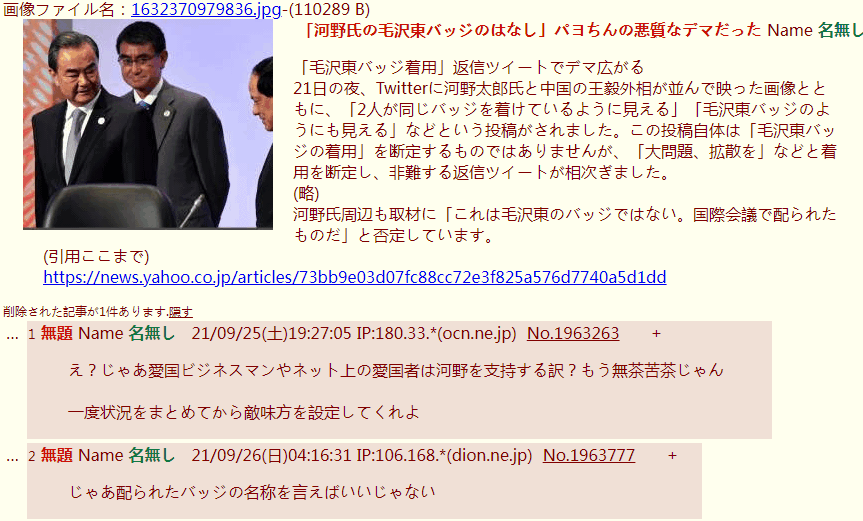 画像ファイル名：1632370979836.jpg-(110289 B)
「河野氏の毛沢東バッジのはなし」パヨちんの悪質なデマだった Name 名無し
「毛沢東バッジ着用」返信ツイートでデマ広がる
21日の夜、Twitterに河野太郎氏と中国の王毅外相が並んで映った画像とと
もに、「2人が同じバッジを着けているように見える」「毛沢東バッジのよ
うにも見える」などという投稿がされました。この投稿自体は「毛沢東バッ
ジの着用」を断定するものではありませんが、「大問題、拡散を」などと着
用を断定し、非難する返信ツイートが相次ぎました。
(略)
河野氏周辺も取材に「これは毛沢東のバッジではない。国際会議で配られた
ものだ」と否定しています。
(引用ここまで)
https://news.yahoo.co.jp/articles/73bb9e03d07fc88cc72e3f825a576d7740a5d1dd
削除された記事が1件あります.隠す
… 1 無題 Name 名無し 21/09/25(土)19:27:05 IP:180.33.*(ocn.ne.jp) No.1963263 +
え？じゃあ愛国ビジネスマンやネット上の愛国者は河野を支持する訳？もう無茶苦茶じゃん
一度状況をまとめてから敵味方を設定してくれよ
… 2 無題 Name 名無し 21/09/26(日)04:16:31 IP:106.168.*(dion.ne.jp) No.1963777 +
じゃあ配られたバッジの名称を言えばいいじゃない